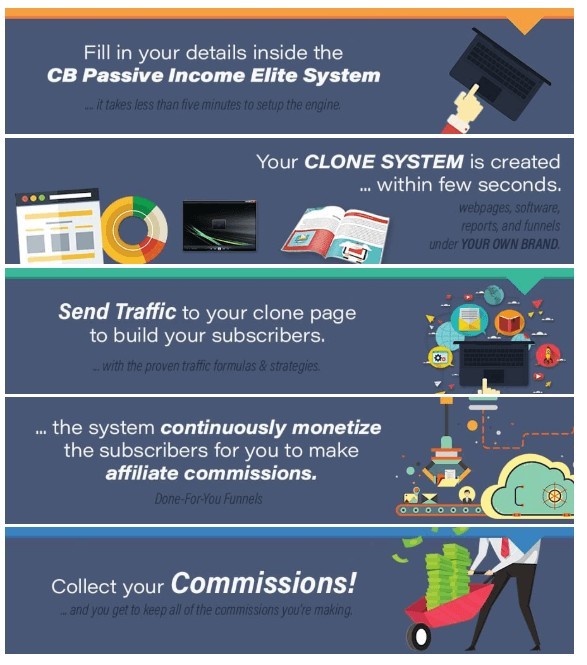 Fill in your details inside the
CB Passive Income Elite System
... it takes less than five minutes to setup the engine.
Your CLONE SYSTEM is created
... within few seconds.
webpages, software,
reports, and funnels
under YOUR OWN BRAND.
Send Traffic to your clone page
to build your subscribers.
... with the proven traffic formulas & strategies.
... the system continuously monetize
the subscribers for you to make
affiliate commissions.
Done-For-You Funnels
Collect your Commissions!
... and you get to keep all of the commissions you're making.